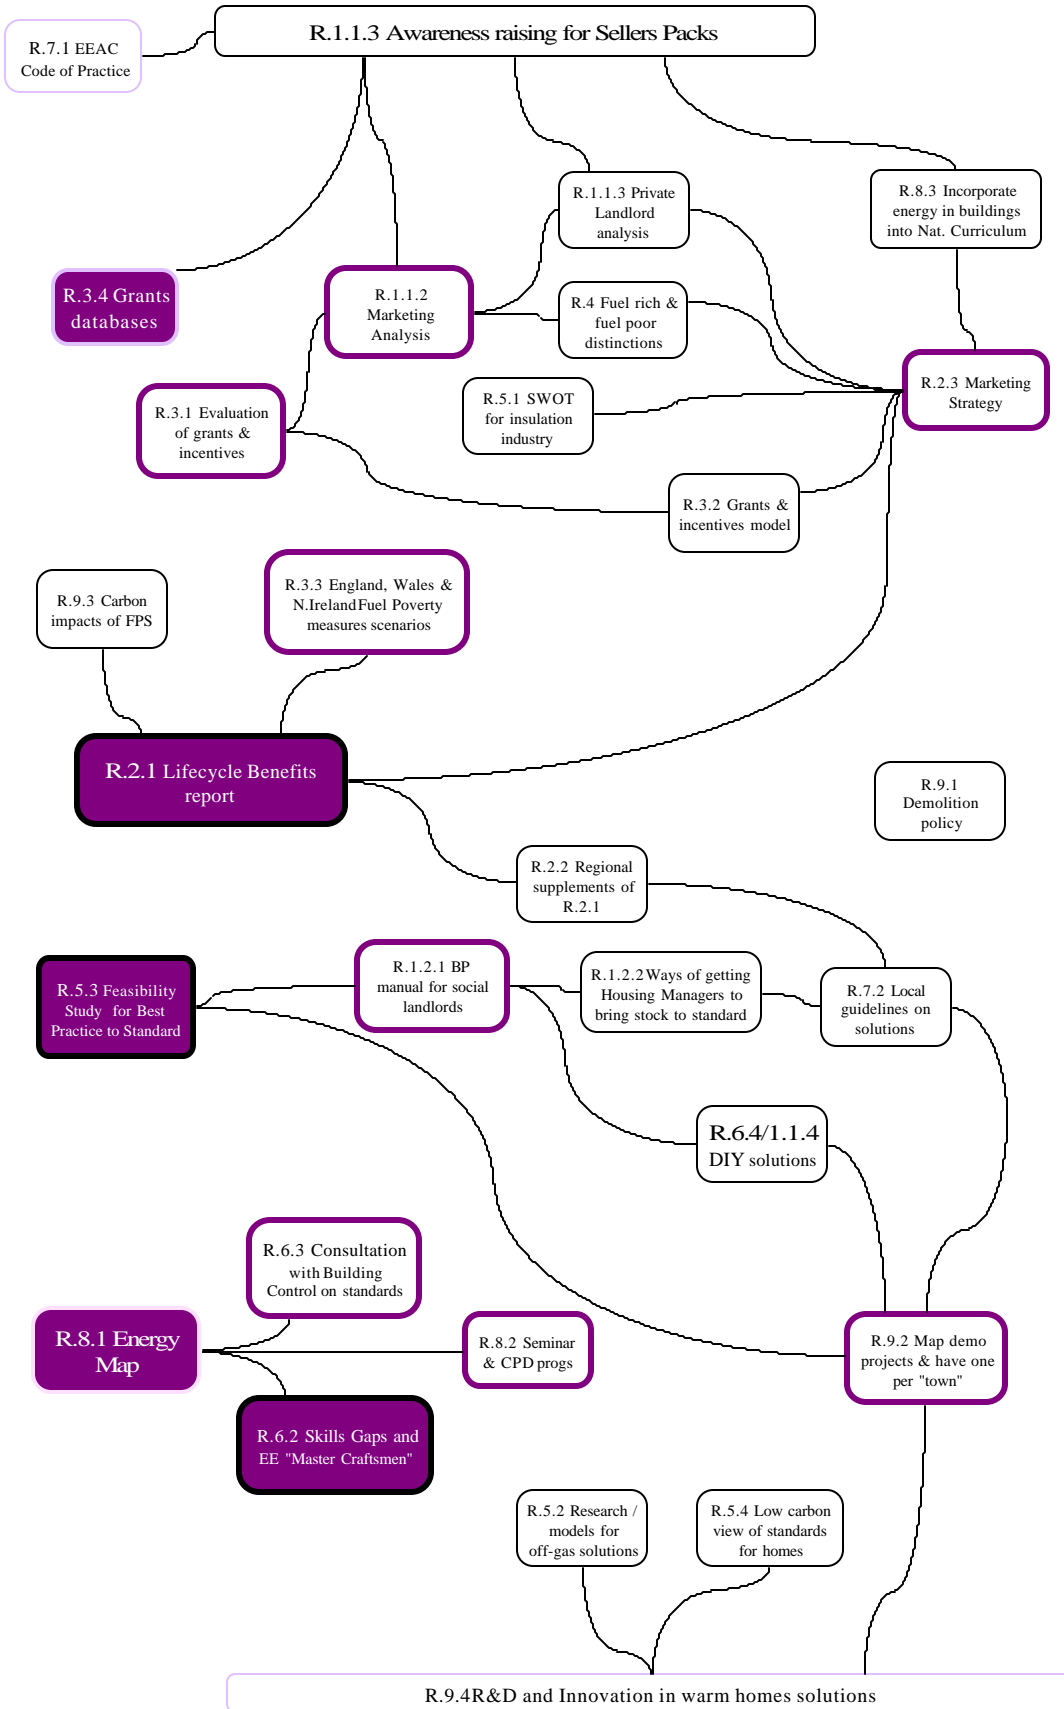 R.1.1.3 Awareness raising for Sellers Packs
R.7.1 EEAC
Code of Practice
R.1.1.3 Private
Landlord
analysis
R.8.3 Incorporate
energy in buildings
into Nat. Curriculum
R.3.4 Grants
databases
R.1.1.2
Marketing
Analysis
R.4 Fuel rich &
fuel poor
distinctions
R.2.3 Marketing
Strategy
R.3.1 Evaluation
of grants &
incentives
R.5.1 SWOT
for insulation
industry
R.3.2 Grants &
incentives model
R.9.3 Carbon
impacts of FPS
R.3.3 England, Wales &
N.Ireland Fuel Poverty
measures scenarios
R.2.1 Lifecycle Benefits
report
R.9.1
Demolition
policy
R.2.2 Regional
supplements of
R.2.1
R.5.3 Feasibility
Study for Best
Practice to Standard
R.1.2.1 BP
manual for social
landlords
R.1.2.2 Ways of getting
Housing Managers to
bring stock to standard
R.7.2 Local
guidelines on
solutions
R.6.4/1.1.4
DIY solutions
R.6.3 Consultation
with Building
Control on standards
R.8.1 Energy
Map
R.8.2 Seminar
& CPD progs
R.9.2 Map demo
projects & have one
per "town"
R.6.2 Skills Gaps and
EE "Master Craftsmen"
R.5.2 Research /
models for
off-gas solutions
R.5.4 Low carbon
view of standards
for homes
R.9.4R&D and Innovation in warm homes solutions